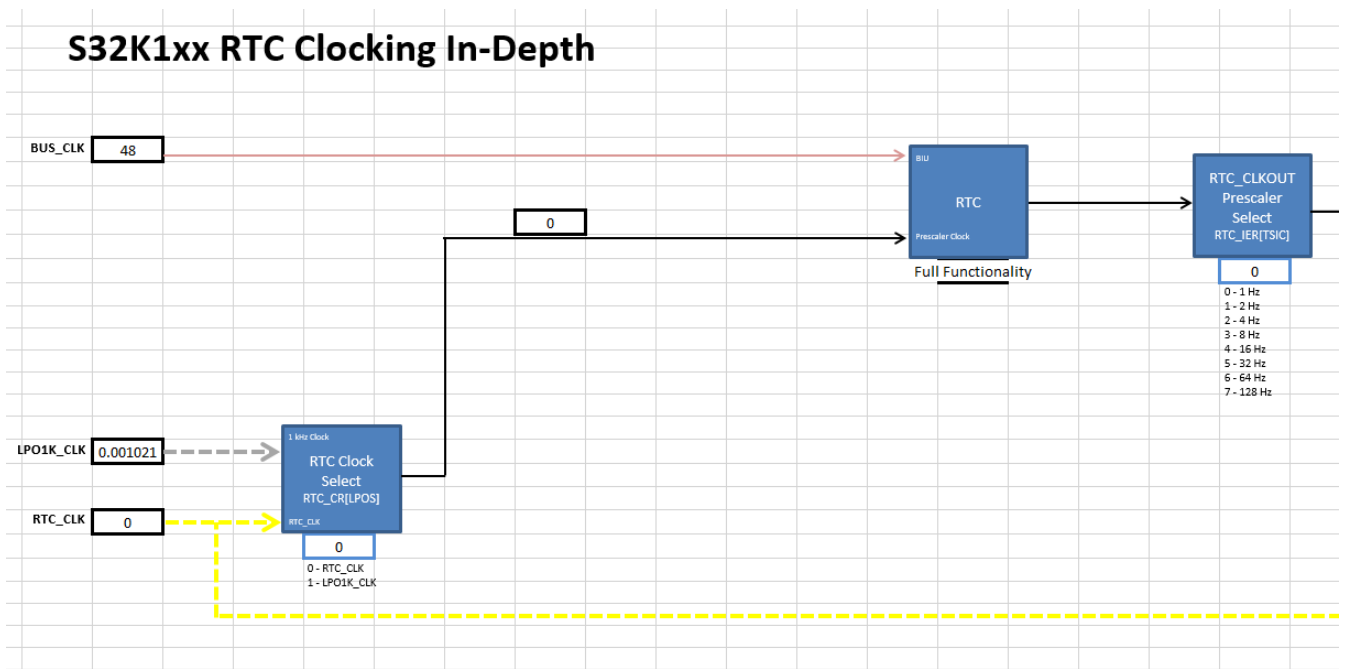 S32K1xx RTC Clocking In-Depth
BUS_CLK
48
BIU
RTC
Prescaler Clock
Full Functionality
0
RTC_CLKOUT
Prescaler
Select
RTC_IER[TSIC]
0
0 - 1 Hz
1 - 2 Hz
2 - 4 Hz
3 - 8 Hz
4 - 16 Hz
5 - 32 Hz
6 - 64 Hz
7 - 128 Hz
LPO1K_CLK
0.001021
1 kHz Clock
RTC Clock
Select
RTC_CR[LPOS]
RTC_CLK
RTC_CLK
0
0
0 - RTC_CLK
1 - LPO1K_CLK